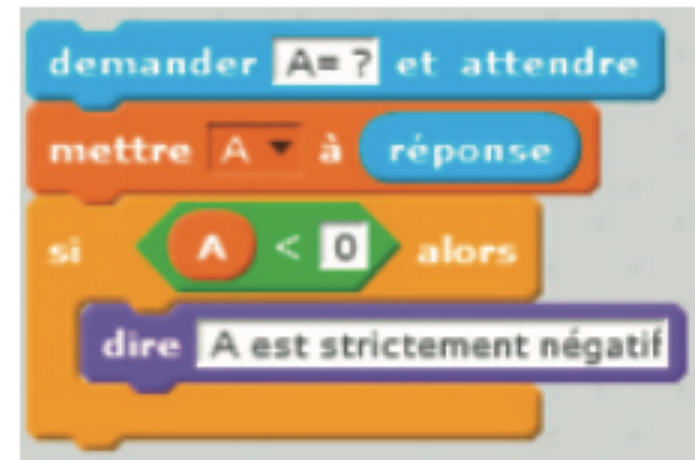 demander A= ? et attendre
mettre A à réponse
si A < 0 alors
dire A est strictement négatif